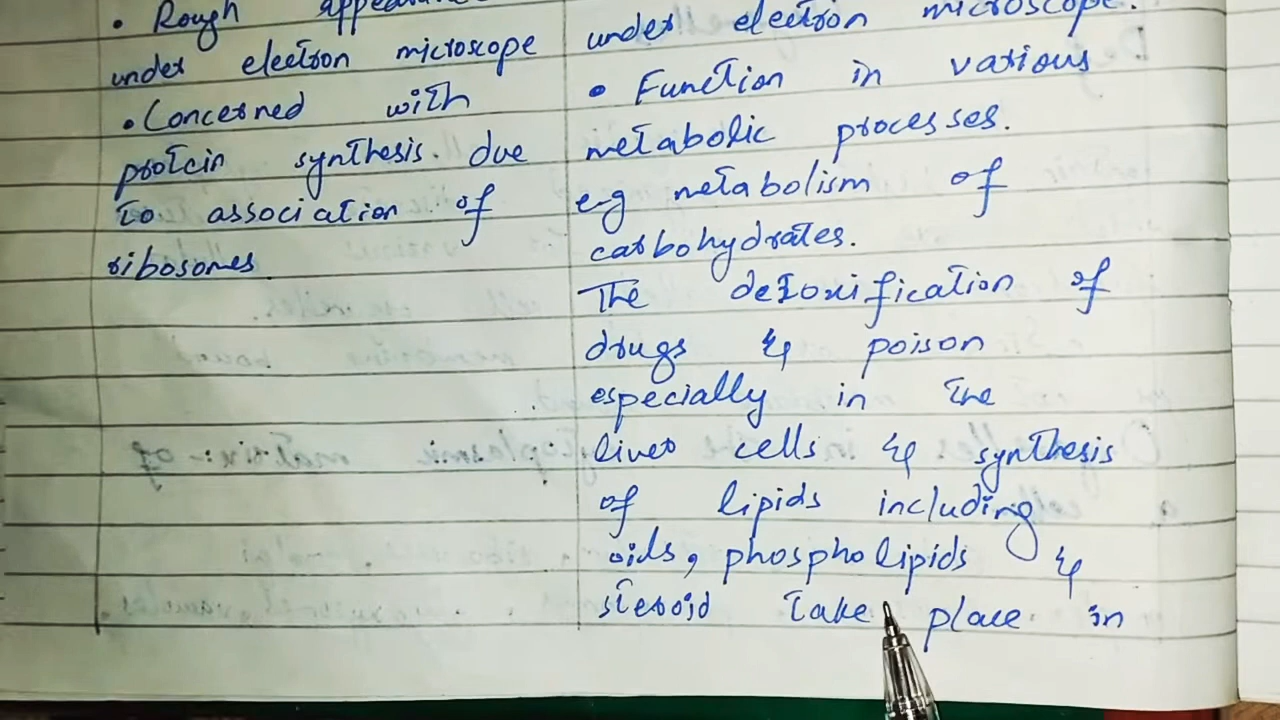 • Rough appearance
under electron microscope
• Concerned with
protein synthesis. due
to association of
ribosomes
under electron microscope.
• Function in various
metabolic processes.
e-g metabolism of
carbohydrates.
The detoxification of
drugs & poison
especially in the
liver cells & synthesis
of lipids including
oids, phospholipids &
steroid take place in